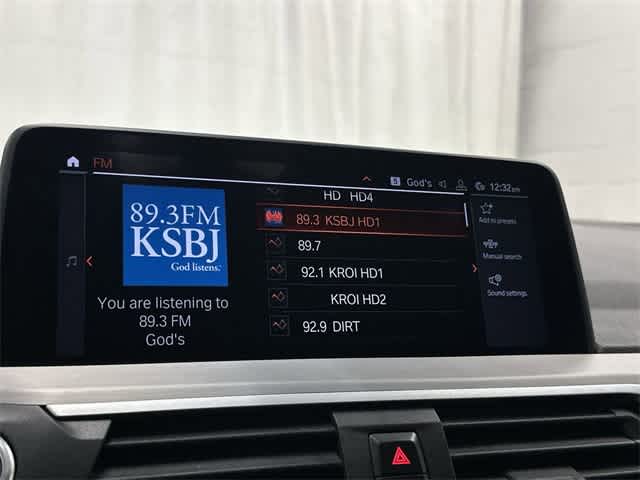 FM
God's
12:32 pm
89.3FM
KSBJ
God listens.
You are listening to
89.3 FM
God's
HD HD4
89.3 KSBJ HD1
89.7
92.1 KROI HD1
KROI HD2
92.9 DIRT
Add to presets
Manual search
Sound settings